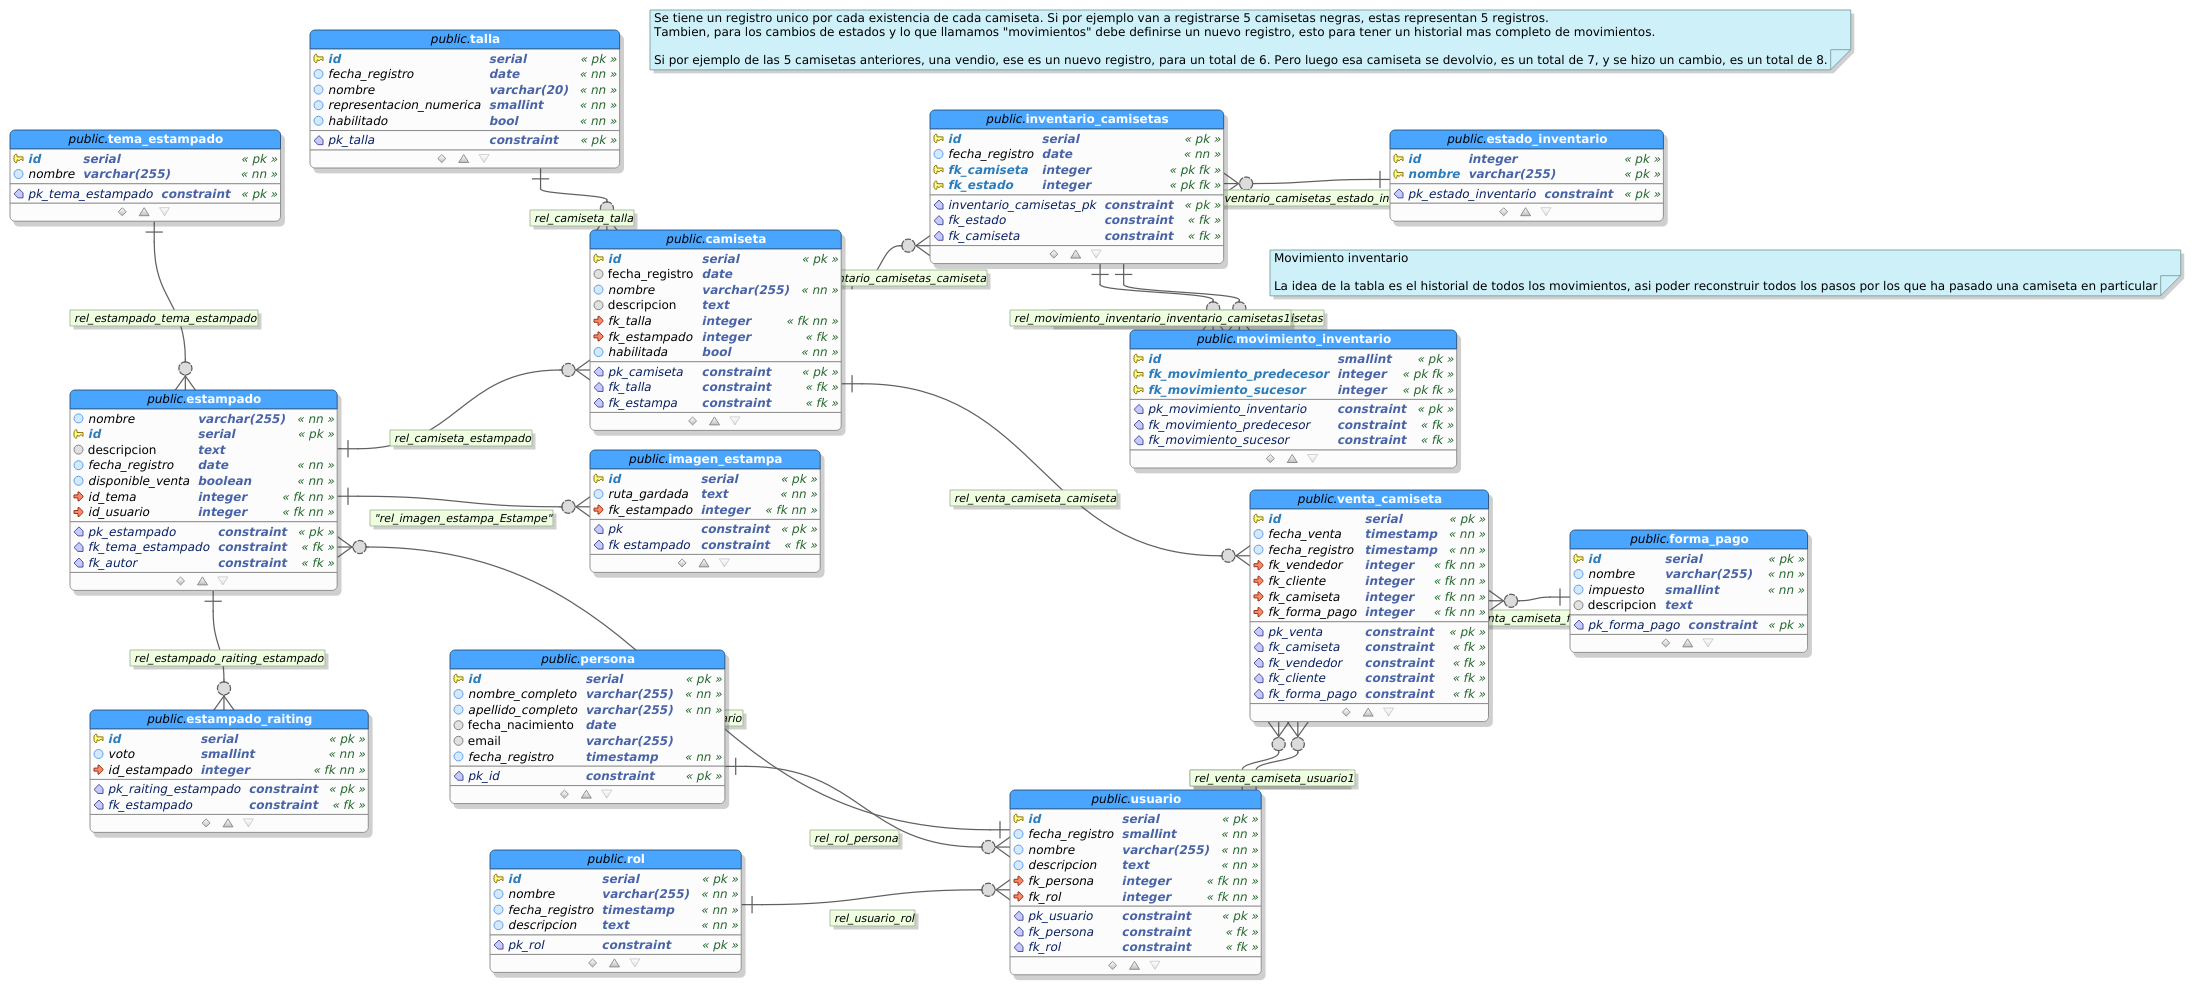 Se tiene un registro unico por cada existencia de cada camiseta. Si por ejemplo van a registrarse 5 camisetas negras, estas representan 5 registros.
Tambien, para los cambios de estados y lo que llamamos "movimientos" debe definirse un nuevo registro, esto para tener un historial mas completo de movimientos.
Si por ejemplo de las 5 camisetas anteriores, una vendio, ese es un nuevo registro, para un total de 6. Pero luego esa camiseta se devolvio, es un total de 7, y se hizo un cambio, es un total de 8.
public.talla
id serial « pk »
fecha_registro date « nn »
nombre varchar(20) « nn »
representacion_numerica smallint « nn »
habilitado bool « nn »
pk_talla constraint « pk »
public.tema_estampado
id serial « pk »
nombre varchar(255) « nn »
pk_tema_estampado constraint « pk »
public.inventario_camisetas
id serial « pk »
fecha_registro date « nn »
fk_camiseta integer « pk fk »
fk_estado integer « pk fk »
inventario_camisetas_pk constraint « pk »
fk_estado constraint « fk »
fk_camiseta constraint « fk »
public.estado_inventario
id integer « pk »
nombre varchar(255) « pk »
pk_estado_inventario constraint « pk »
ventario_camisetas_estado_in
rel_camiseta_talla
public.camiseta
id serial « pk »
fecha_registro date
nombre varchar(255) « nn »
descripcion text
fk_talla integer « fk nn »
fk_estampado integer « fk »
habilitada bool « nn »
pk_camiseta constraint « pk »
fk_talla constraint « fk »
fk_estampa constraint « fk »
ntario_camisetas_camiseta
Movimiento inventario
La idea de la tabla es el historial de todos los movimientos, asi poder reconstruir todos los pasos por los que ha pasado una camiseta en particular
rel_movimiento_inventario_inventario_camisetas1
isetas
public.movimiento_inventario
id smallint « pk »
fk_movimiento_predecesor integer « pk fk »
fk_movimiento_sucesor integer « pk fk »
pk_movimiento_inventario constraint « pk »
fk_movimiento_predecesor constraint « fk »
fk_movimiento_sucesor constraint « fk »
rel_estampado_tema_estampado
public.estampado
nombre varchar(255) « nn »
id serial « pk »
descripcion text
fecha_registro date « nn »
disponible_venta boolean « nn »
id_tema integer « fk nn »
id_usuario integer « fk nn »
pk_estampado constraint « pk »
fk_tema_estampado constraint « fk »
fk_autor constraint « fk »
rel_camiseta_estampado
public.imagen_estampa
id serial « pk »
ruta_gardada text « nn »
fk_estampado integer « fk nn »
pk constraint « pk »
fk estampado constraint « fk »
"rel_imagen_estampa_Estampe"
rel_venta_camiseta_camiseta
public.venta_camiseta
id serial « pk »
fecha_venta timestamp « nn »
fecha_registro timestamp « nn »
fk_vendedor integer « fk nn »
fk_cliente integer « fk nn »
fk_camiseta integer « fk nn »
fk_forma_pago integer « fk nn »
pk_venta constraint « pk »
fk_camiseta constraint « fk »
fk_vendedor constraint « fk »
fk_cliente constraint « fk »
fk_forma_pago constraint « fk »
public.forma_pago
id serial « pk »
nombre varchar(255) « nn »
impuesto smallint « nn »
descripcion text
pk_forma_pago constraint « pk »
nta_camiseta_f
rel_estampado_raiting_estampado
public.estampado_raiting
id serial « pk »
voto smallint « nn »
id_estampado integer « fk nn »
pk_raiting_estampado constraint « pk »
fk_estampado constraint « fk »
public.persona
id serial « pk »
nombre_completo varchar(255) « nn »
apellido_completo varchar(255) « nn »
fecha_nacimiento date
email varchar(255)
fecha_registro timestamp « nn »
pk_id constraint « pk »
ario
rel_venta_camiseta_usuario1
rel_rol_persona
public.usuario
id serial « pk »
fecha_registro smallint « nn »
nombre varchar(255) « nn »
descripcion text « nn »
fk_persona integer « fk nn »
fk_rol integer « fk nn »
pk_usuario constraint « pk »
fk_persona constraint « fk »
fk_rol constraint « fk »
public.rol
id serial « pk »
nombre varchar(255) « nn »
fecha_registro timestamp « nn »
descripcion text « nn »
pk_rol constraint « pk »
rel_usuario_rol